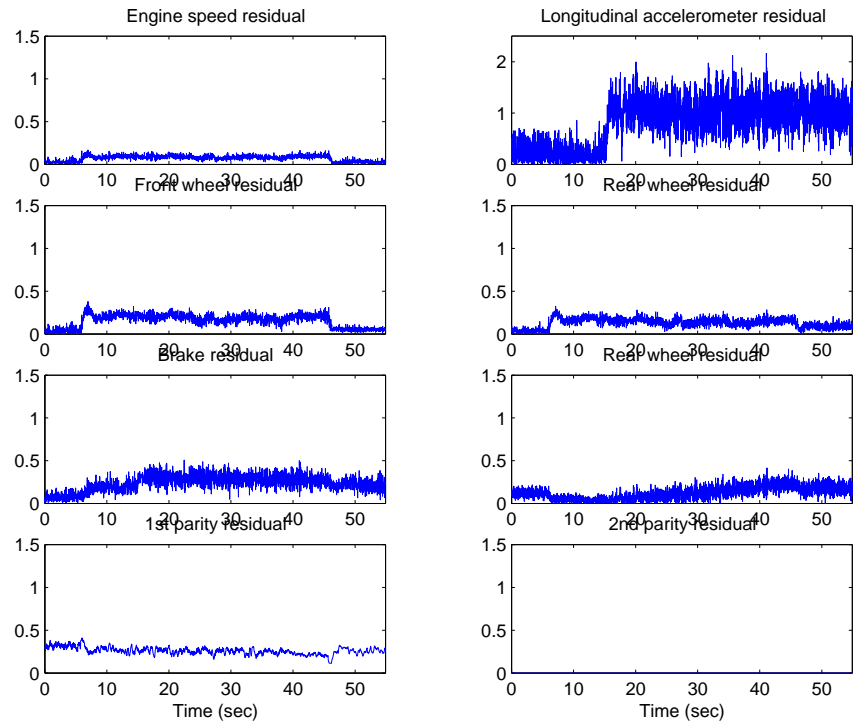 Engine speed residual
Longitudinal accelerometer residual
1.5
1
0.5
0
0 10 20 30 40 50
2
1
0
0 10 20 30 40 50
Front wheel residual
Rear wheel residual
1.5
1
0.5
0
0 10 20 30 40 50
1.5
1
0.5
0
0 10 20 30 40 50
Brake residual
Rear wheel residual
1.5
1
0.5
0
0 10 20 30 40 50
1.5
1
0.5
0
0 10 20 30 40 50
1st parity residual
2nd parity residual
1.5
1
0.5
0
0 10 20 30 40 50
Time (sec)
1.5
1
0.5
0
0 10 20 30 40 50
Time (sec)